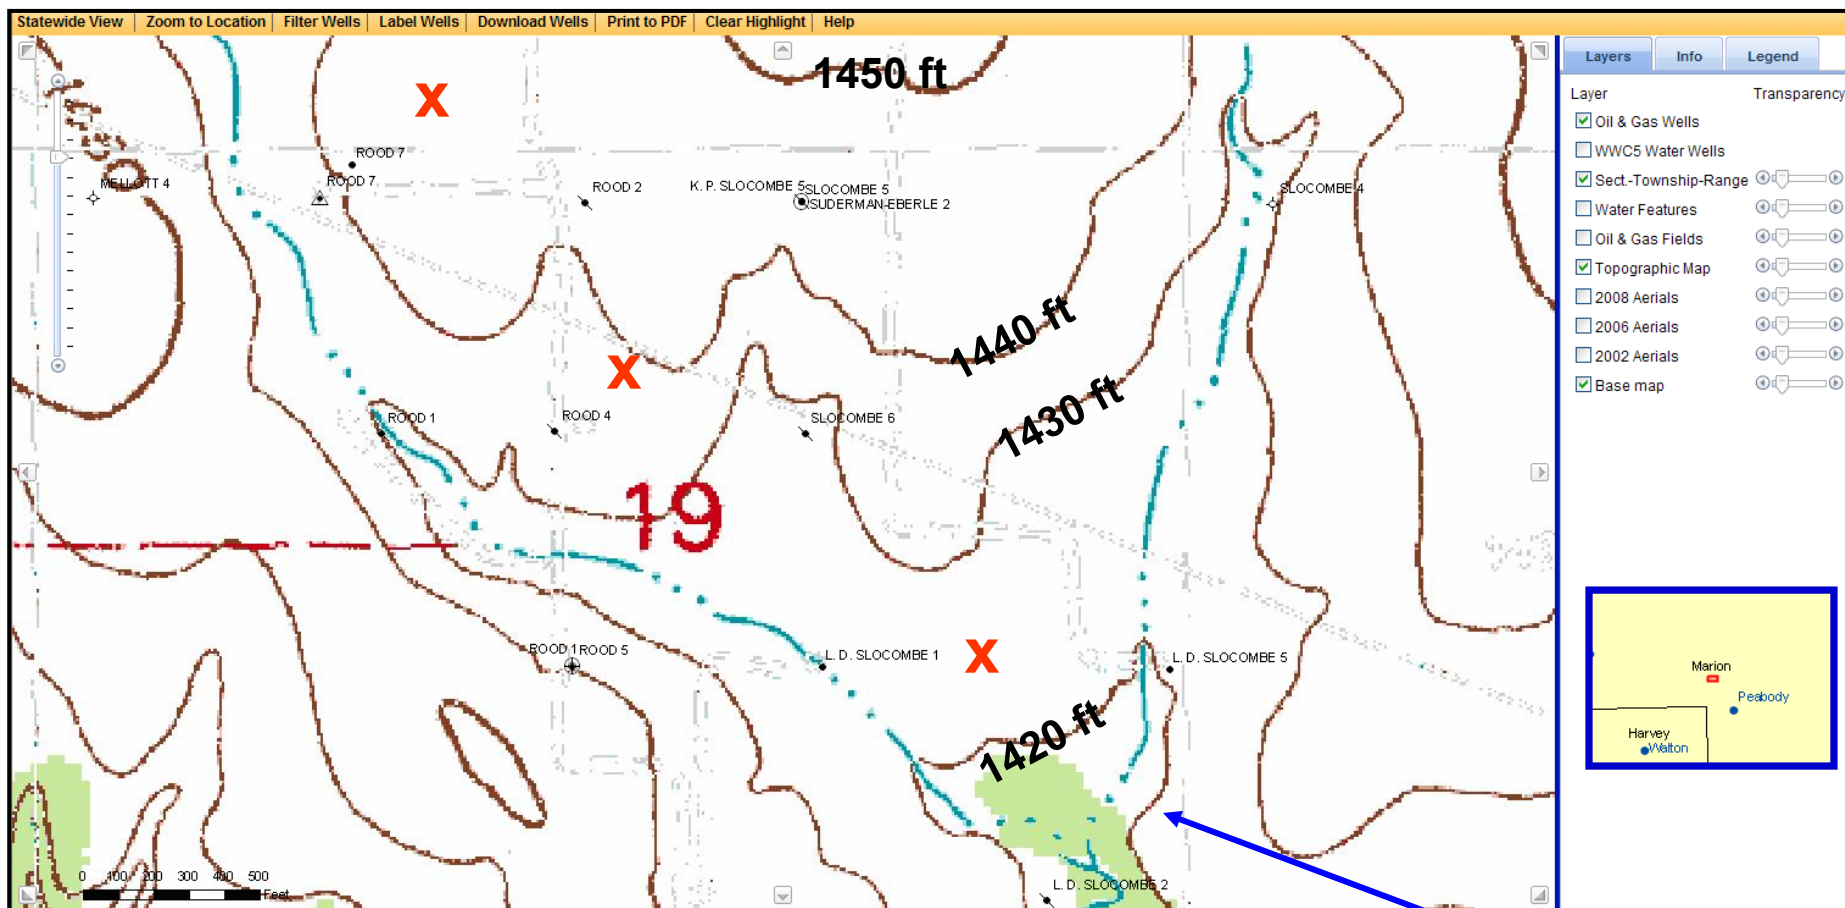 Statewide View | Zoom to Location | Filter Wells | Label Wells | Download Wells | Print to PDF | Clear Highlight | Help
1450 ft
X
ROOD 7
MELLOTT 4
ROOD 7
ROOD 2
K. P. SLOCOMBE 5
SLOCOMBE 5
SUDERMAN-EBERLE 2
SLOCOMBE 4
1440 ft
X
1430 ft
ROOD 1
ROOD 4
SLOCOMBE 6
19
ROOD 1
ROOD 5
L. D. SLOCOMBE 1
X
L. D. SLOCOMBE 5
1420 ft
0 100 200 300 400 500
Feet
L. D. SLOCOMBE 2
Layers Info Legend
Layer Transparency
Oil & Gas Wells
WWC5 Water Wells
Sect.-Township-Range
Water Features
Oil & Gas Fields
Topographic Map
2008 Aerials
2006 Aerials
2002 Aerials
Base map
Marion
Peabody
Harvey
Walton